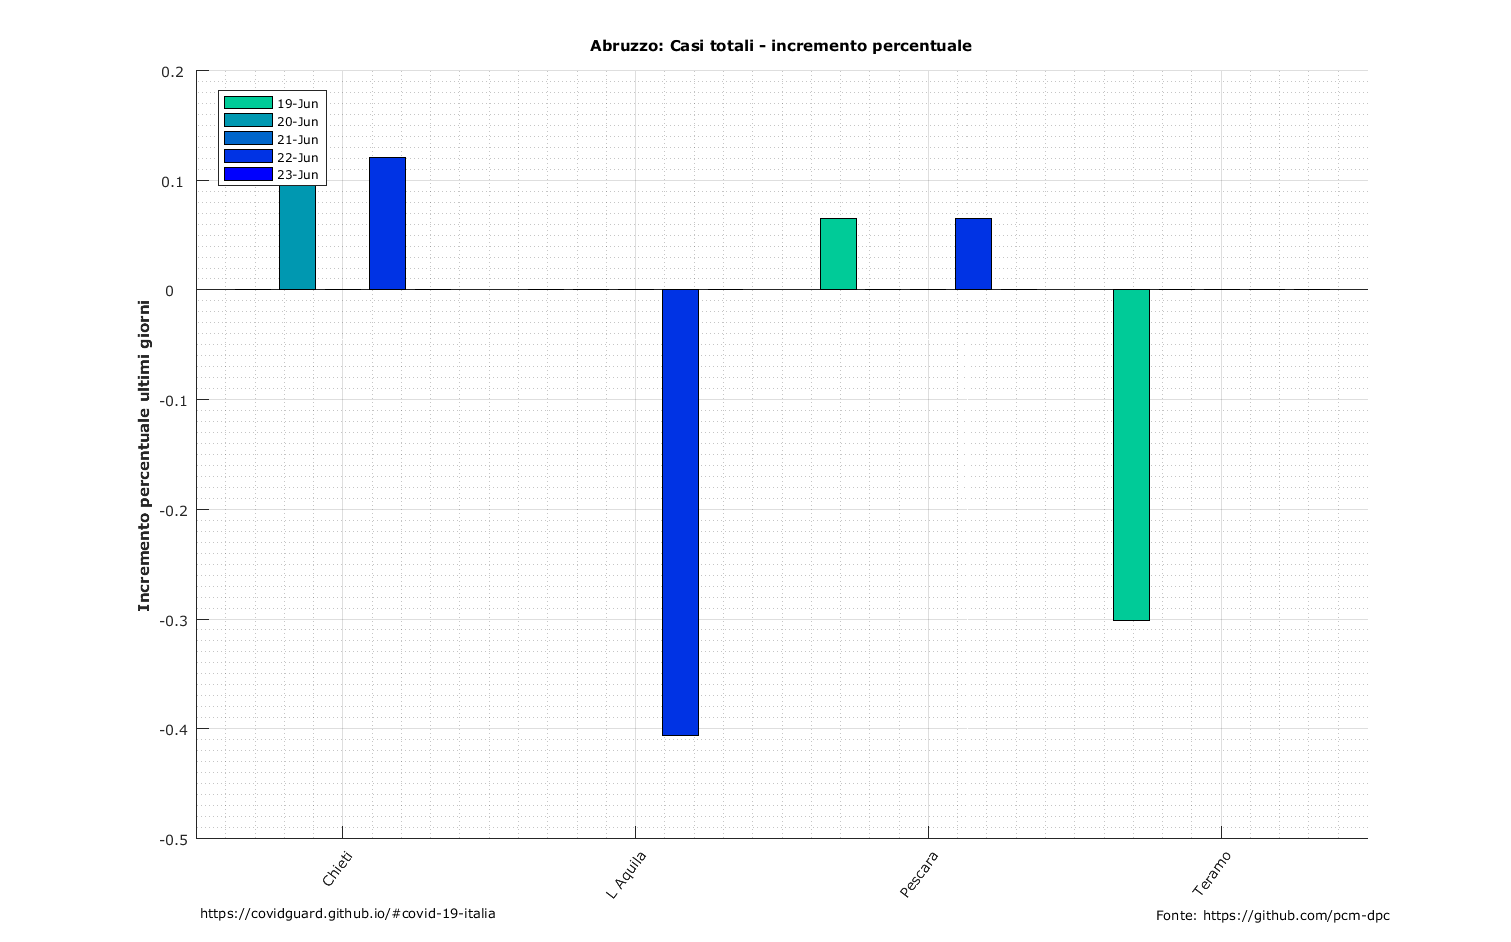 Abruzzo: Casi totali - incremento percentuale
0.2
0.1
0
-0.1
-0.2
-0.3
-0.4
-0.5
19-Jun
20-Jun
21-Jun
22-Jun
23-Jun
Incremento percentuale ultimi giorni
Chieti
L Aquila
Pescara
Teramo
https://covidguard.github.io/#covid-19-italia
Fonte: https://github.com/pcm-dpc